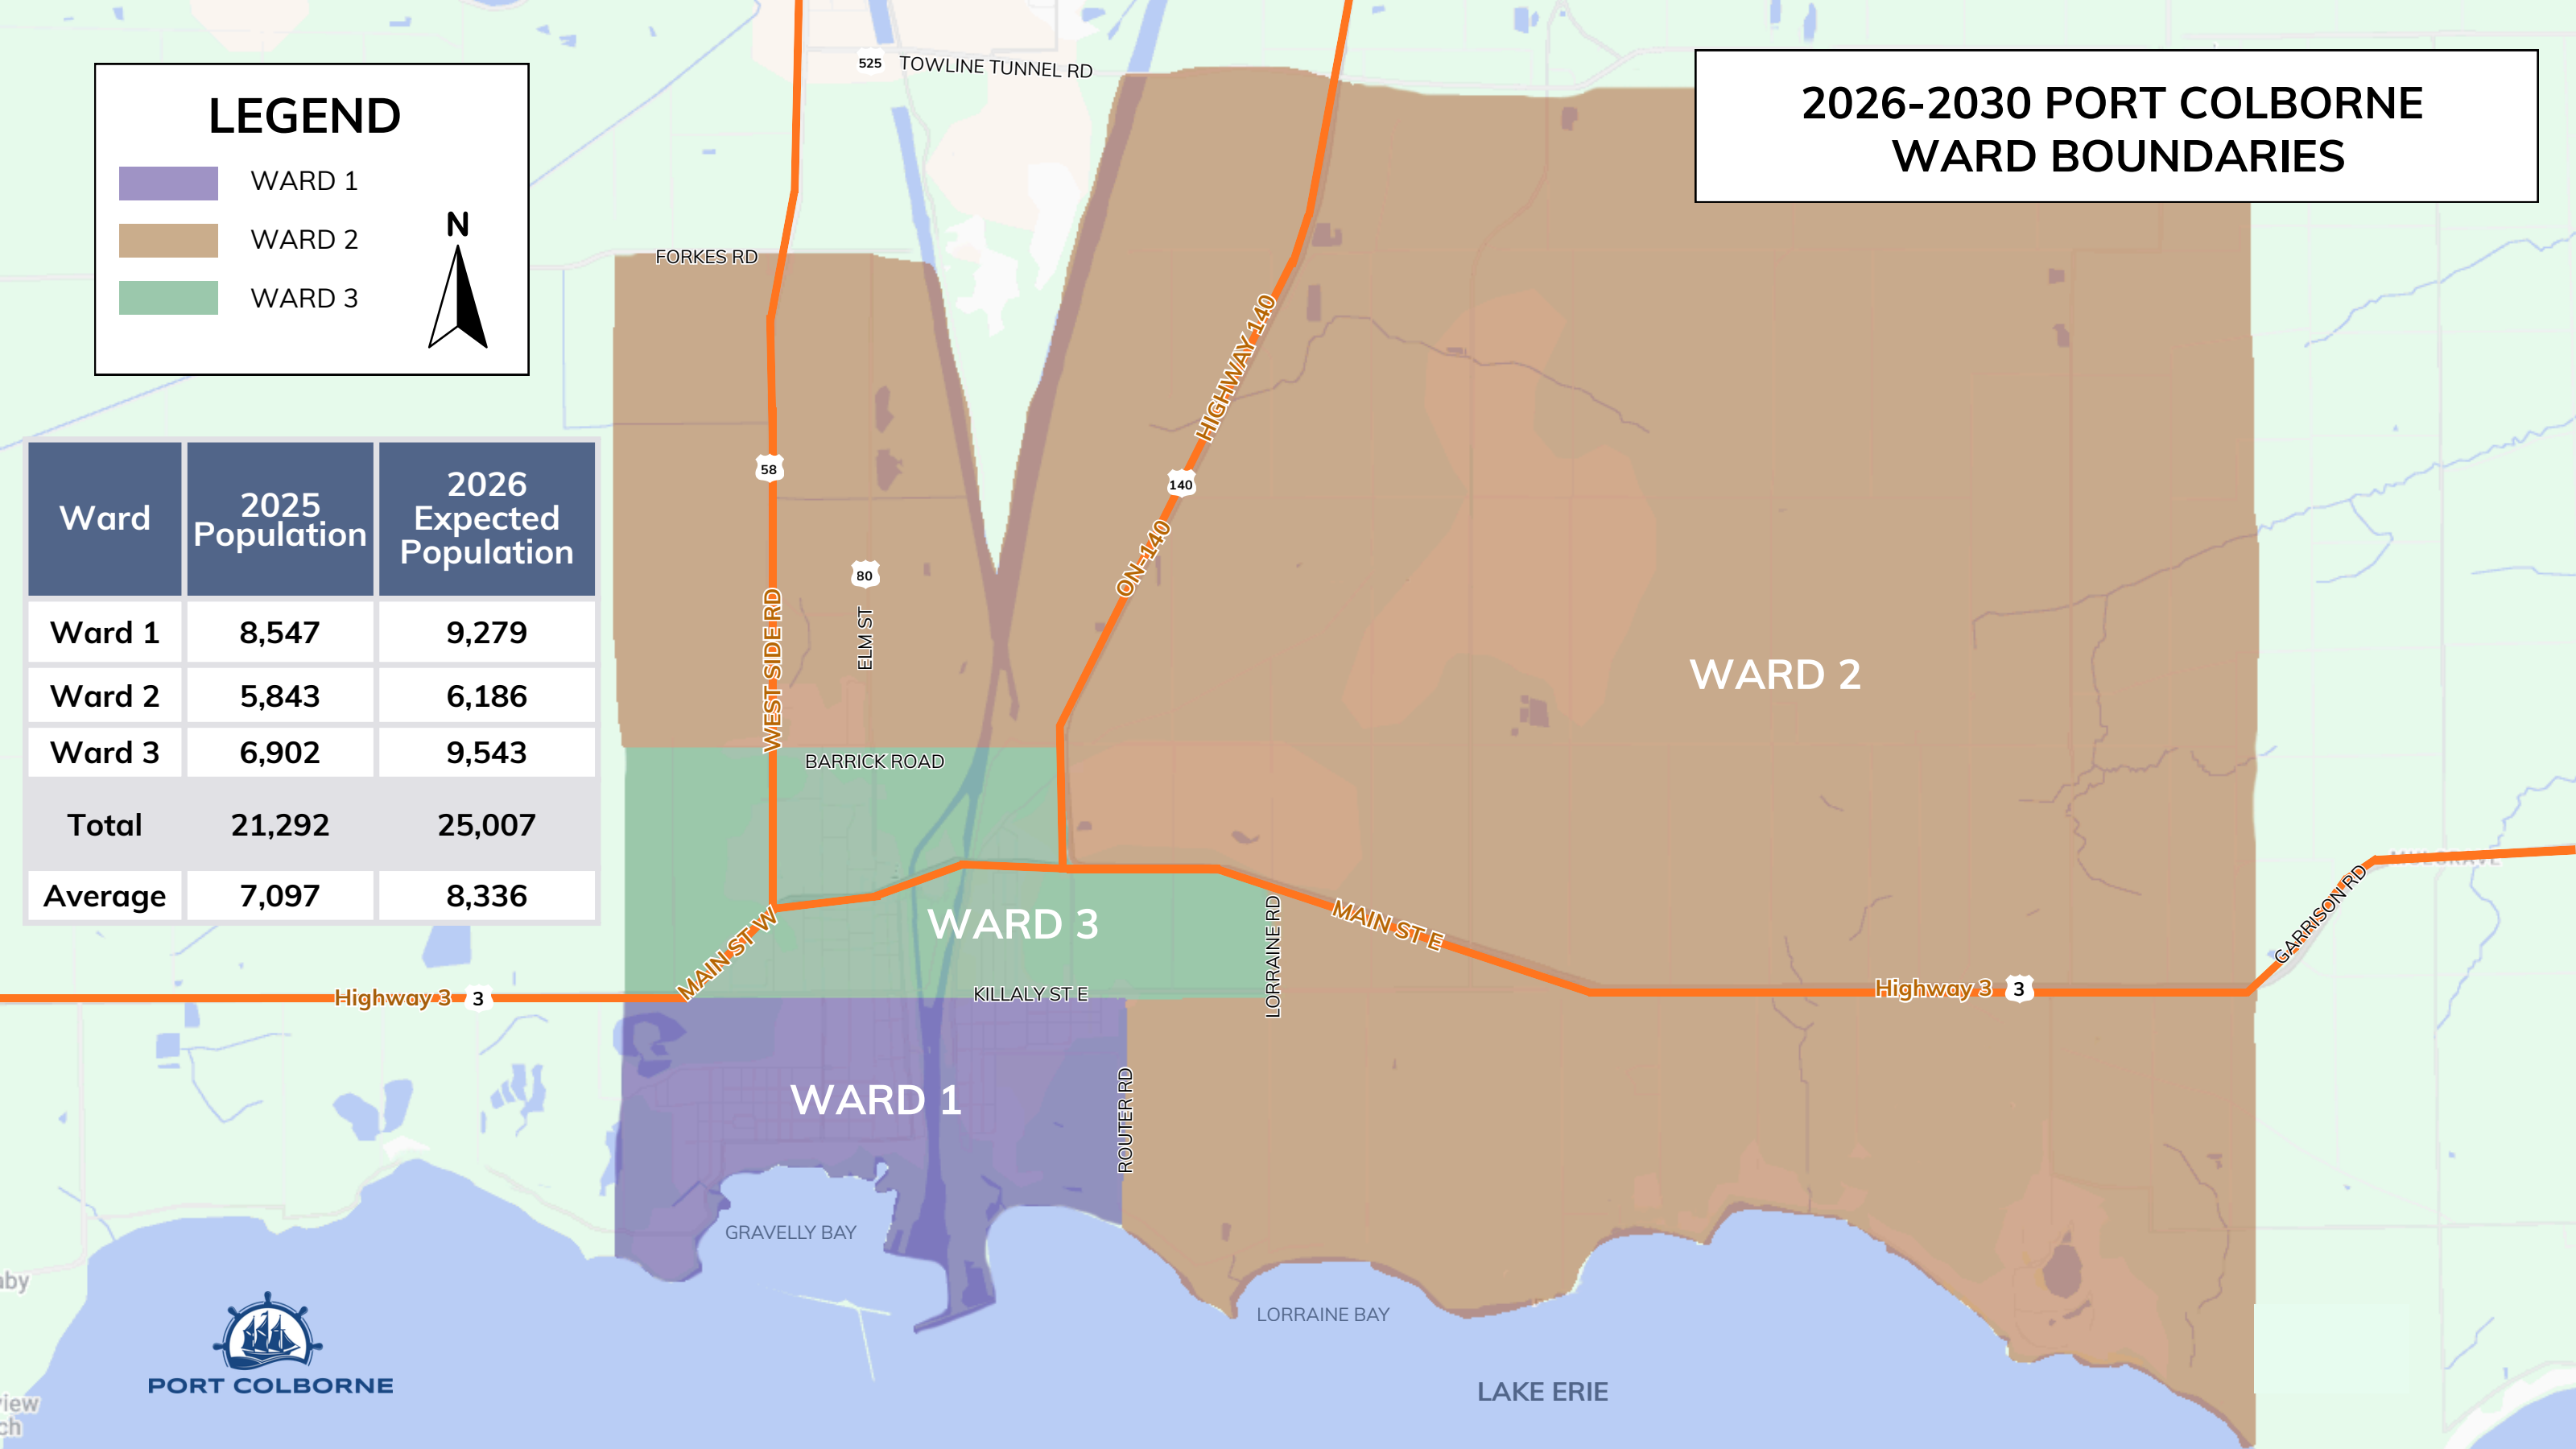 525 TOWLINE TUNNEL RD
2026-2030 PORT COLBORNE
WARD BOUNDARIES
LEGEND
WARD 1
WARD 2
WARD 3
N
FORKES RD
HIGHWAY 140
58
140
ON-140
80
ELM ST
WEST SIDE RD
Ward
2025
Population
2026
Expected
Population
Ward 1 8,547 9,279
Ward 2 5,843 6,186
Ward 3 6,902 9,543
Total 21,292 25,007
Average 7,097 8,336
WARD 2
BARRICK ROAD
MULGRAVE
GARRISON RD
WARD 3
MAIN ST W
LORRAINE RD
MAIN ST E
Highway 3 3
KILLALY ST E
Highway 3 3
WARD 1
ROUTER RD
GRAVELLY BAY
LORRAINE BAY
LAKE ERIE
PORT COLBORNE
aby
view
ch